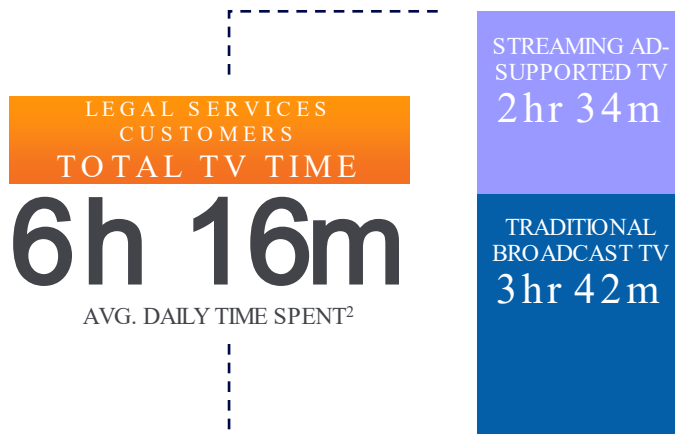 LEGAL SERVICES
CUSTOMERS
TOTAL TV TIME
6h 16m
AVG. DAILY TIME SPENT²
STREAMING AD-
SUPPORTED TV
2hr 34m
TRADITIONAL
BROADCAST TV
3hr 42m